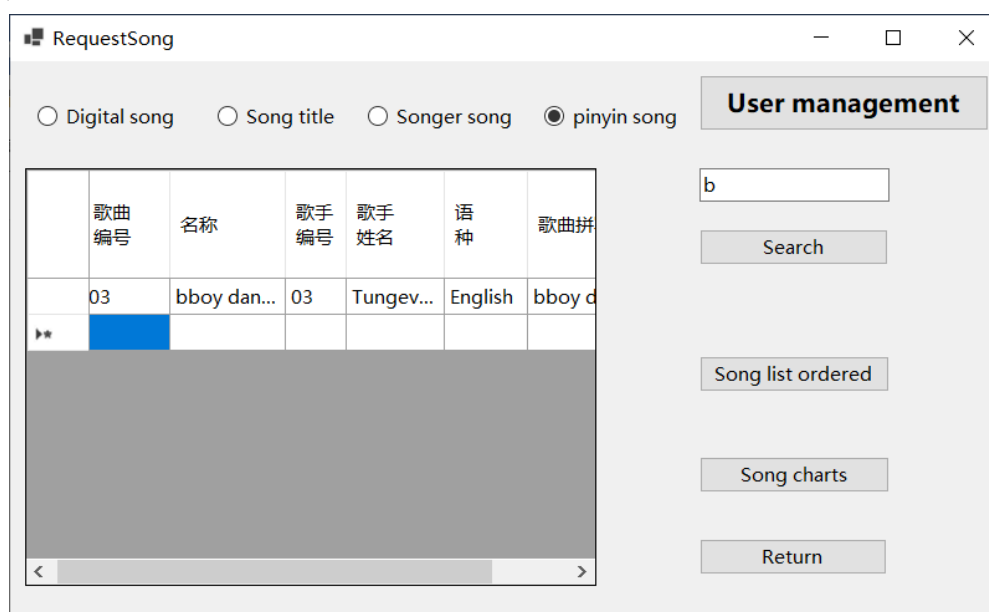 RequestSong
Digital song Song title Songer song pinyin song
User management
歌曲编号 名称 歌手编号 歌手姓名 语种 歌曲拼
03 bboy dan... 03 Tungev... English bboy d
b
Search
Song list ordered
Song charts
Return